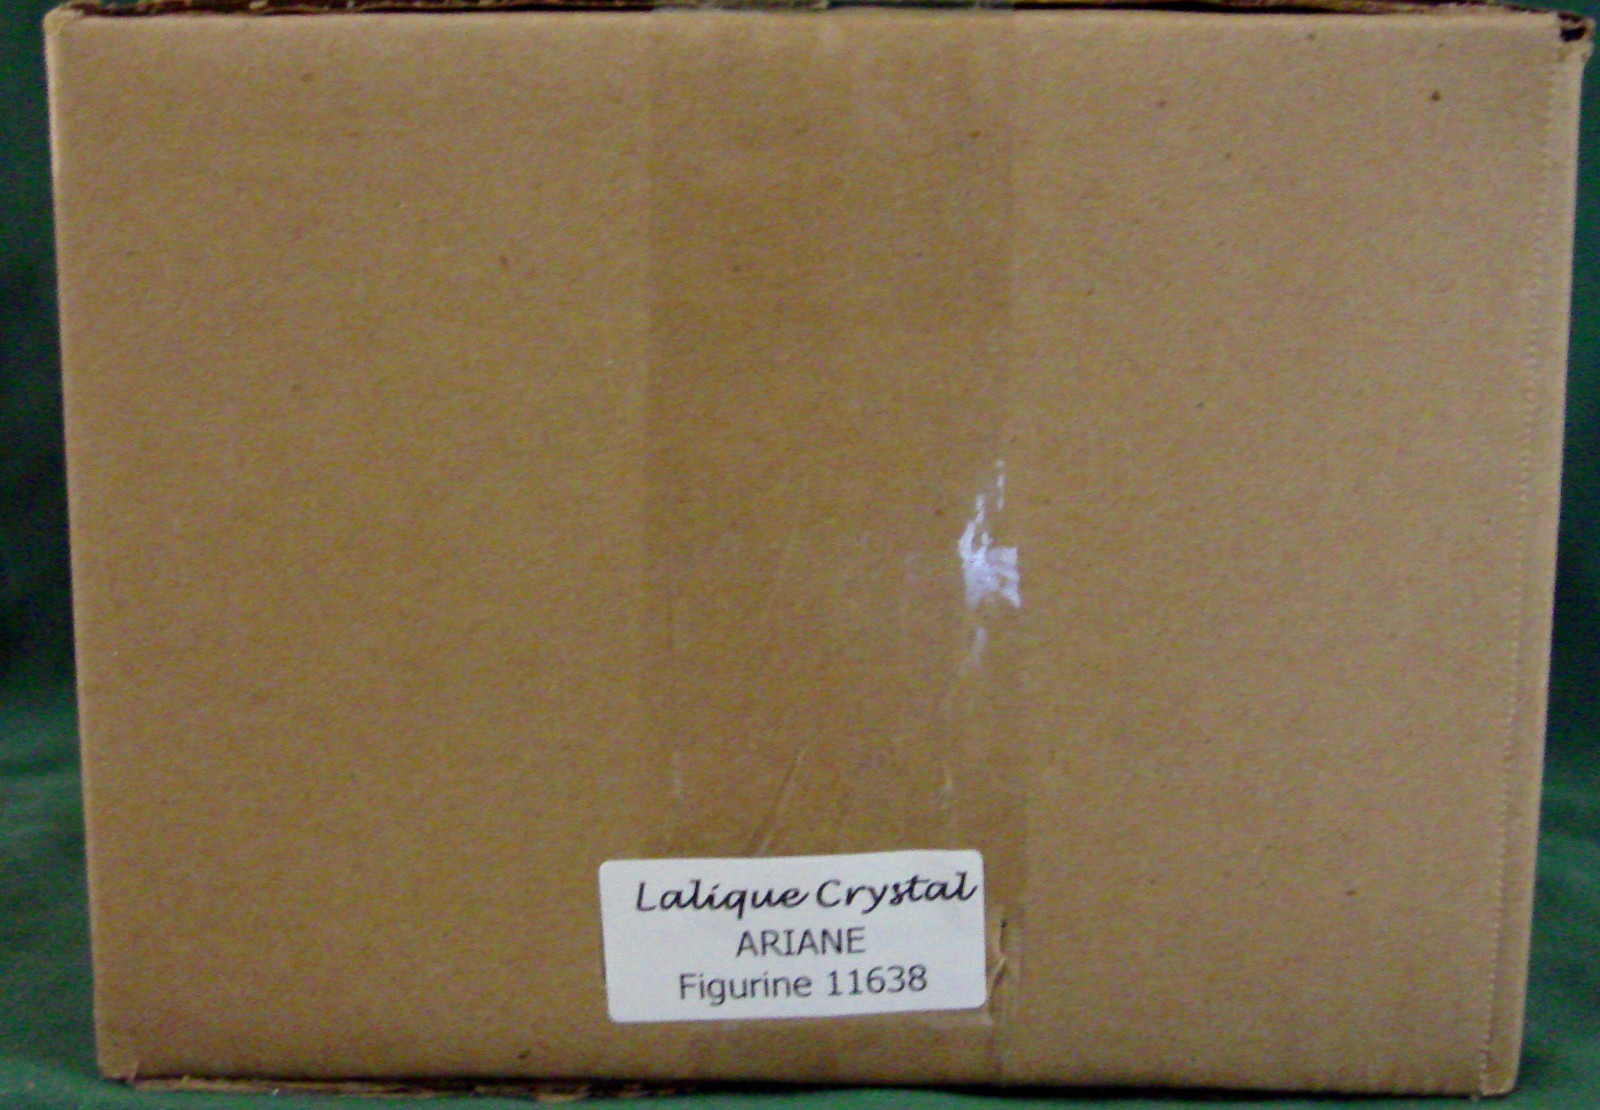 Lalique Crystal
ARIANE
Figurine 11638